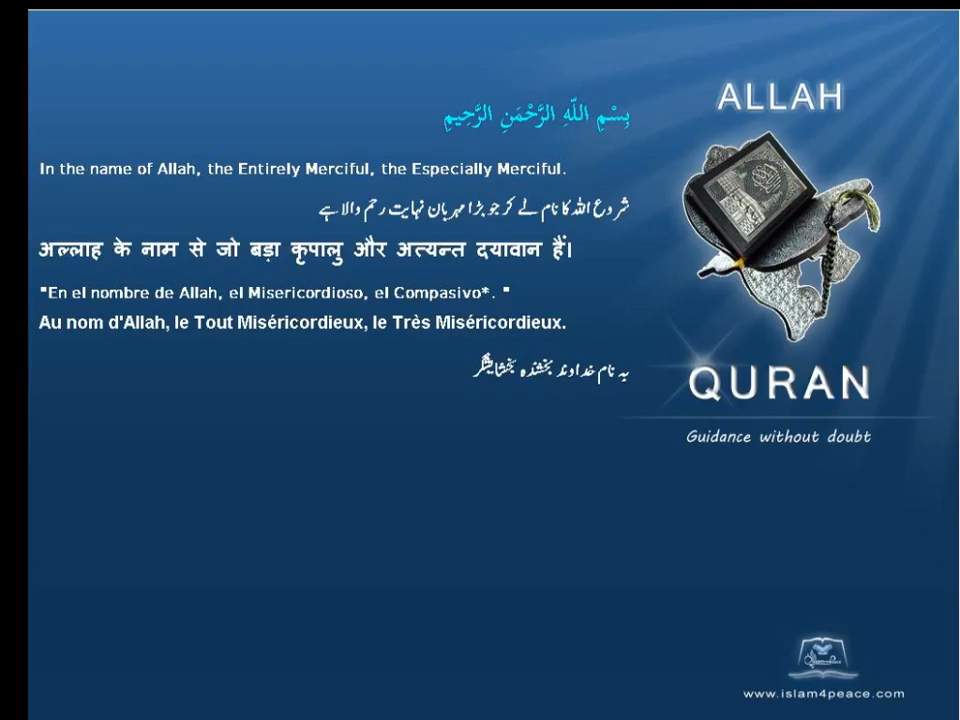 بِسْمِ اللَّهِ الرَّحْمَنِ الرَّحِيمِ
In the name of Allah, the Entirely Merciful, the Especially Merciful.
شروع الله کا نام لے کر جو بڑا مہربان نہایت رحم والا ہے
अल्लाह के नाम से जो बड़ा कृपालु और अत्यन्त दयावान हैं।
"En el nombre de Allah, el Misericordioso, el Compasivo*. "
Au nom d'Allah, le Tout Miséricordieux, le Très Miséricordieux.
به نام خداوند بخشنده بخشایشگر
ALLAH
QURAN
Guidance without doubt
www.islam4peace.com